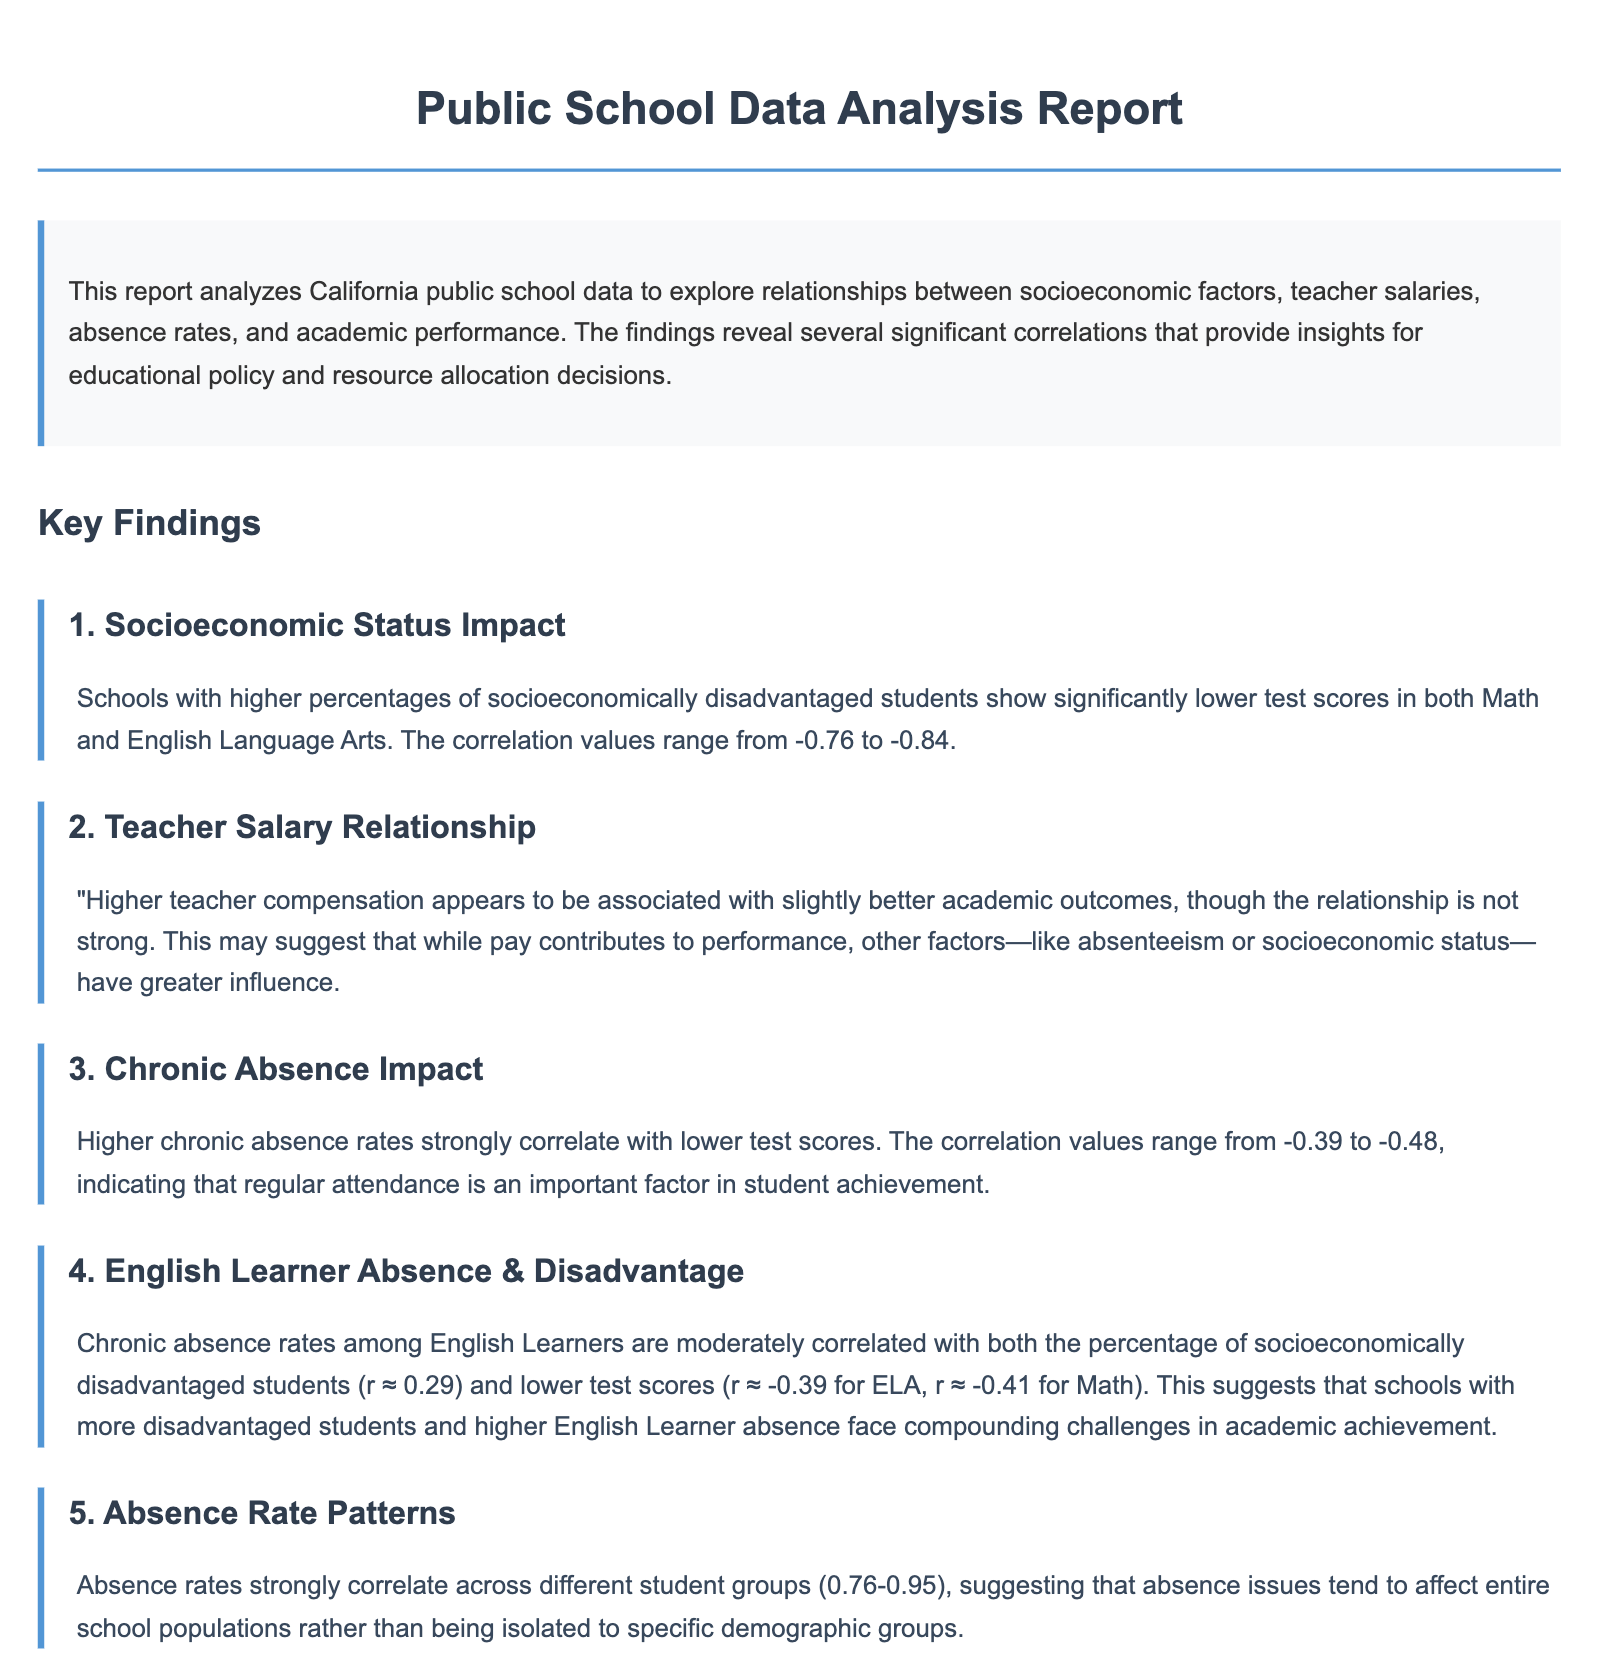 Public School Data Analysis Report
This report analyzes California public school data to explore relationships between socioeconomic factors, teacher salaries,
absence rates, and academic performance. The findings reveal several significant correlations that provide insights for
educational policy and resource allocation decisions.
Key Findings
1. Socioeconomic Status Impact
Schools with higher percentages of socioeconomically disadvantaged students show significantly lower test scores in both Math
and English Language Arts. The correlation values range from -0.76 to -0.84.
2. Teacher Salary Relationship
"Higher teacher compensation appears to be associated with slightly better academic outcomes, though the relationship is not
strong. This may suggest that while pay contributes to performance, other factors—like absenteeism or socioeconomic status—
have greater influence.
3. Chronic Absence Impact
Higher chronic absence rates strongly correlate with lower test scores. The correlation values range from -0.39 to -0.48,
indicating that regular attendance is an important factor in student achievement.
4. English Learner Absence & Disadvantage
Chronic absence rates among English Learners are moderately correlated with both the percentage of socioeconomically
disadvantaged students (r ≈ 0.29) and lower test scores (r ≈ -0.39 for ELA, r ≈ -0.41 for Math). This suggests that schools with
more disadvantaged students and higher English Learner absence face compounding challenges in academic achievement.
5. Absence Rate Patterns
Absence rates strongly correlate across different student groups (0.76-0.95), suggesting that absence issues tend to affect entire
school populations rather than being isolated to specific demographic groups.